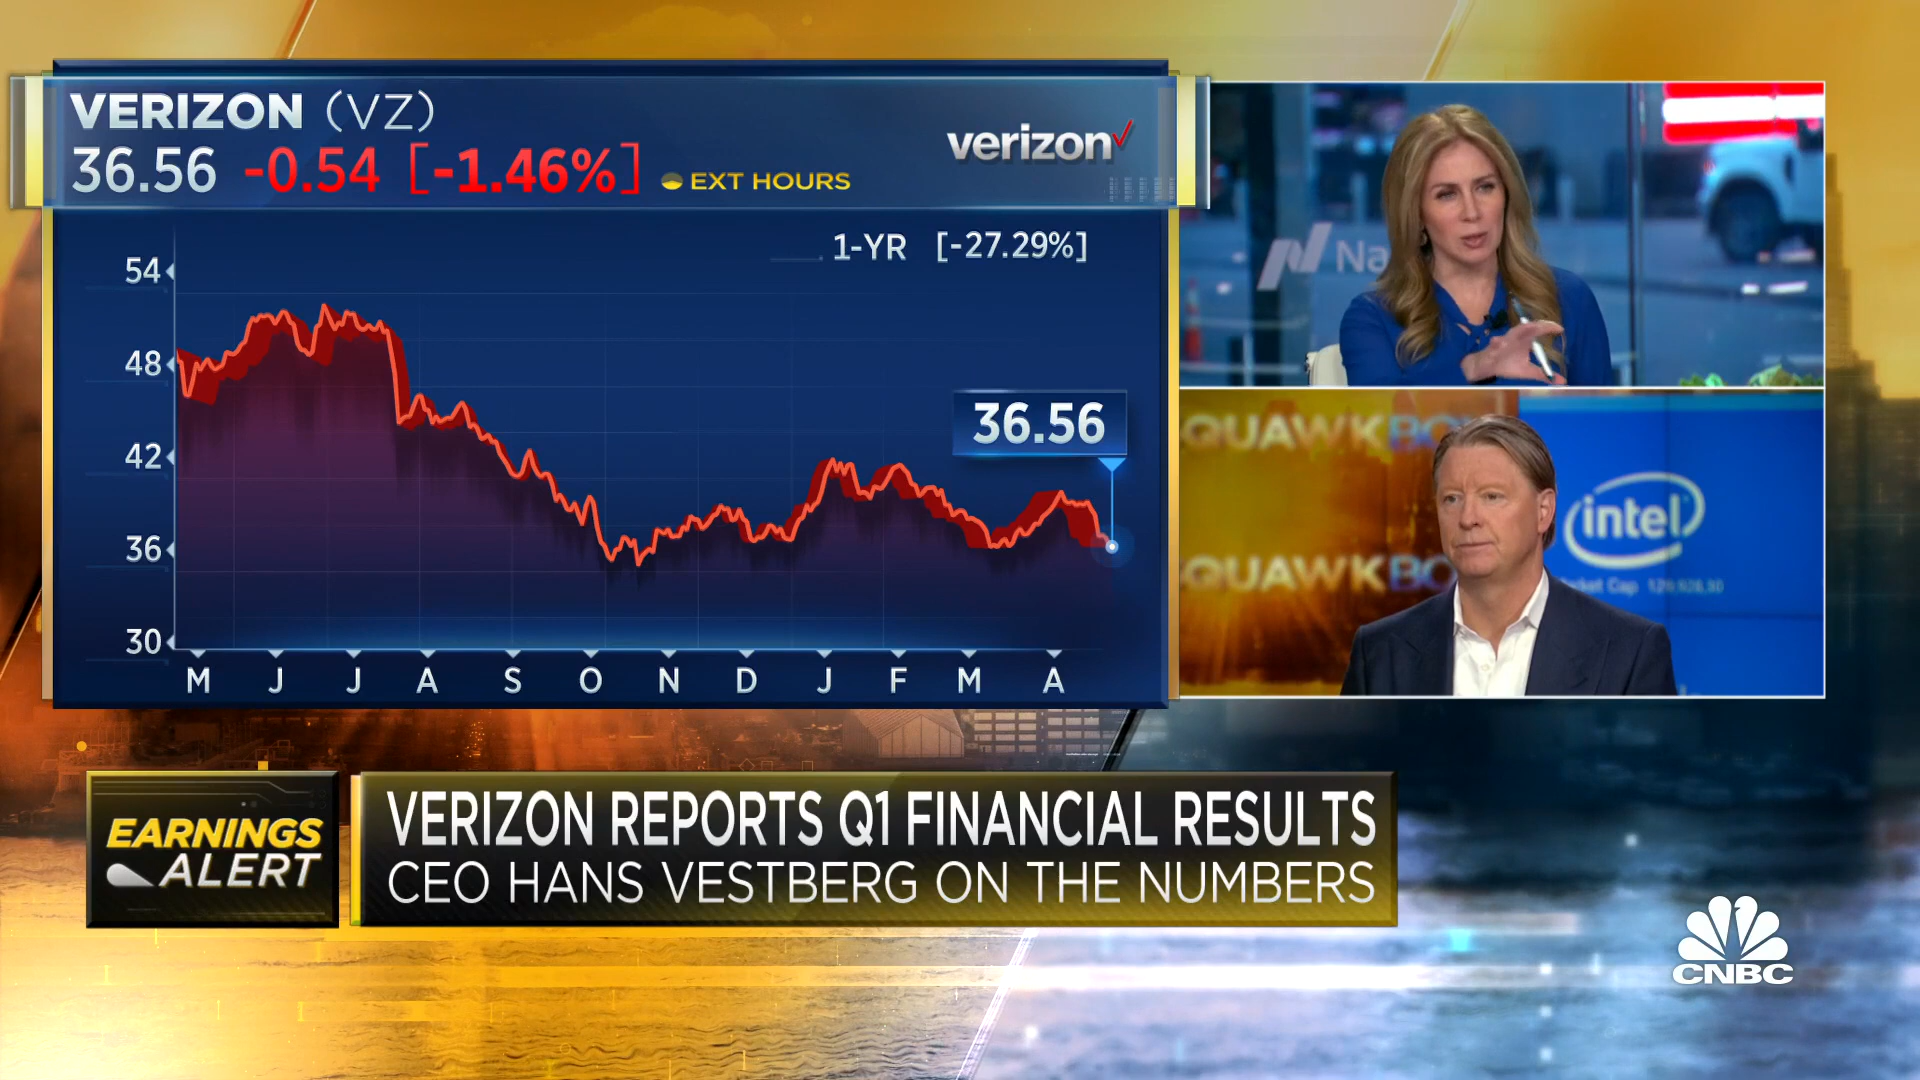 VERIZON (VZ)
36.56 -0.54 [-1.46%] EXT HOURS
verizon
1-YR [-27.29%]
54
48
42
36
30
36.56
M J J A S O N D J F M A
Na
QUAWKBO
intel
QUAWKBO
Cap
EARNINGS
ALERT
VERIZON REPORTS Q1 FINANCIAL RESULTS
CEO HANS VESTBERG ON THE NUMBERS
CNBC